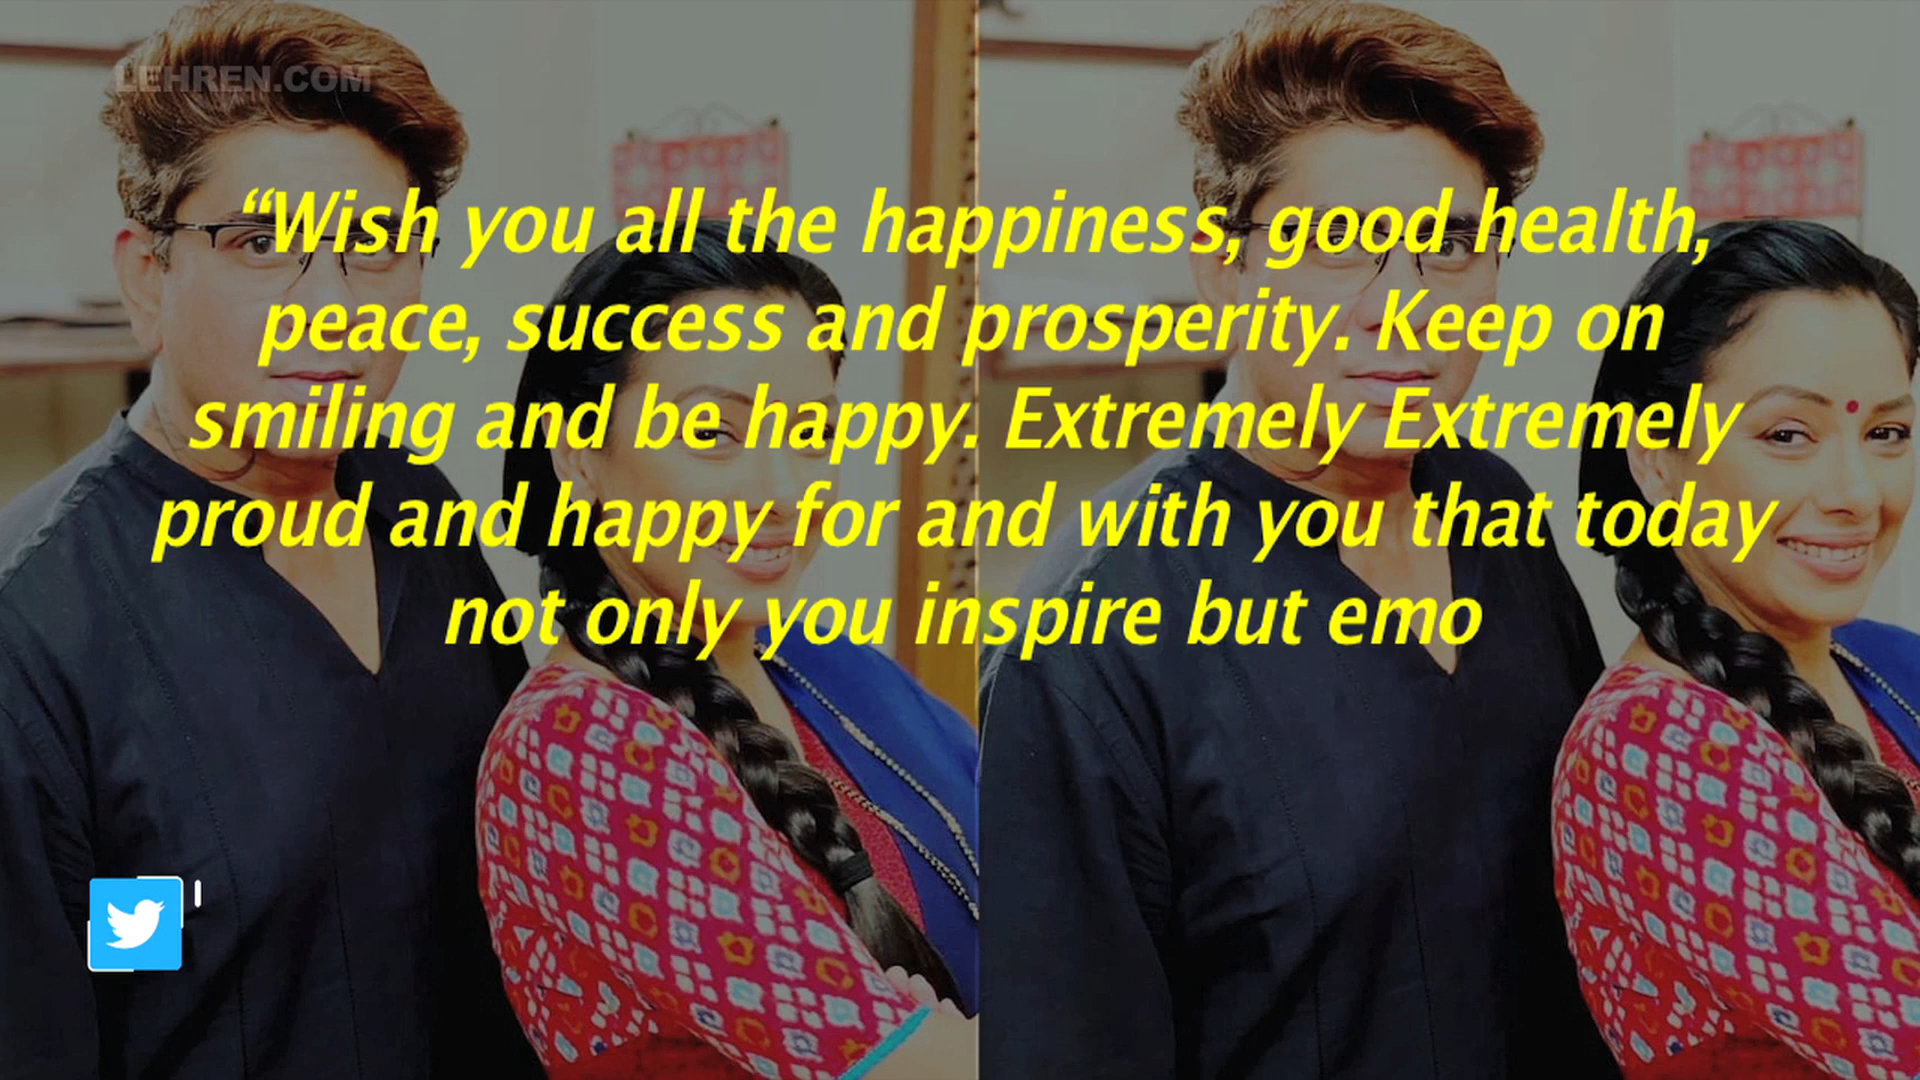 LEHREN.COM
“Wish you all the happiness, good health,
peace, success and prosperity. Keep on
smiling and be happy. Extremely Extremely
proud and happy for and with you that today
not only you inspire but emo